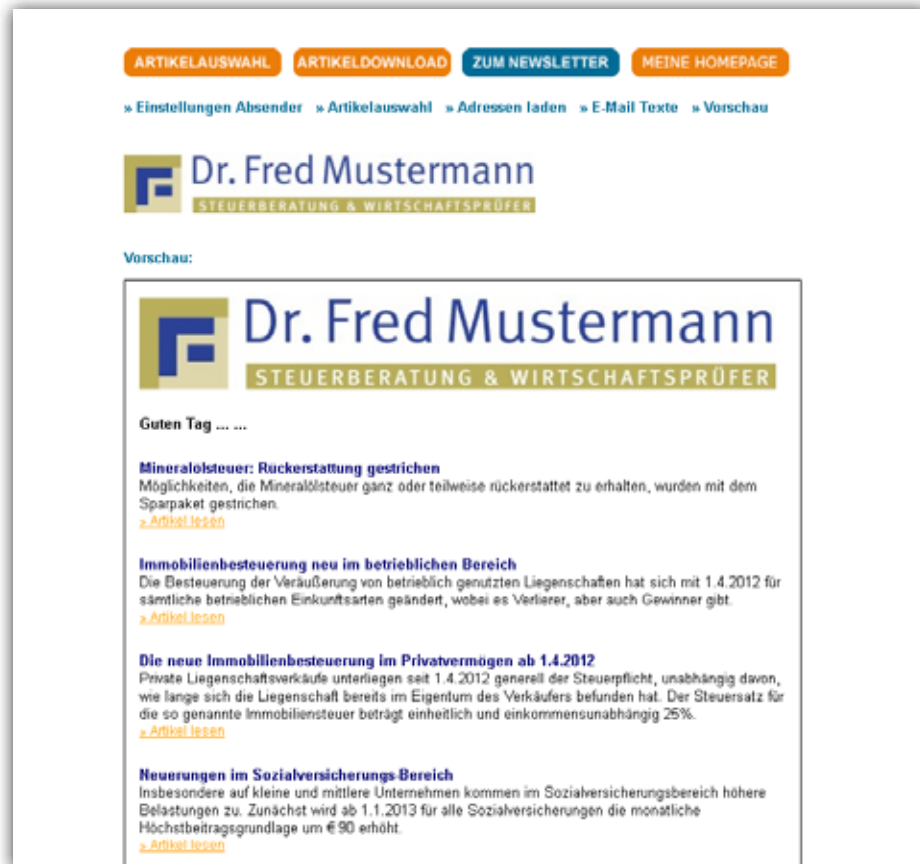 ARTIKELAUSWAHL ARTIKELDOWNLOAD ZUM NEWSLETTER MEINE HOMEPAGE
» Einstellungen Absender » Artikelauswahl » Adressen laden » E-Mail Texte » Vorschau
Dr. Fred Mustermann
STEUERBERATUNG & WIRTSCHAFTSPRÜFER
Vorschau:
Dr. Fred Mustermann
STEUERBERATUNG & WIRTSCHAFTSPRÜFER
Guten Tag ... ...
Mineralölsteuer: Rückerstattung gestrichen
Möglichkeiten, die Mineralölsteuer ganz oder teilweise rückerstattet zu erhalten, wurden mit dem
Sparpaket gestrichen.
» Artikel lesen
Immobilienbesteuerung neu im betrieblichen Bereich
Die Besteuerung der Veräußerung von betrieblich genutzten Liegenschaften hat sich mit 1.4.2012 für
sämtliche betrieblichen Einkunftsarten geändert, wobei es Verlierer, aber auch Gewinner gibt.
» Artikel lesen
Die neue Immobilienbesteuerung im Privatvermögen ab 1.4.2012
Private Liegenschaftsverkäufe unterliegen seit 1.4.2012 generell der Steuerpflicht, unabhängig davon,
wie lange sich die Liegenschaft bereits im Eigentum des Verkäufers befunden hat. Der Steuersatz für
die so genannte Immobiliensteuer beträgt einheitlich und einkommensunabhängig 25%.
» Artikel lesen
Neuerungen im Sozialversicherungs-Bereich
Insbesondere auf kleine und mittlere Unternehmen kommen im Sozialversicherungsbereich höhere
Belastungen zu. Zunächst wird ab 1.1.2013 für alle Sozialversicherungen die monatliche
Höchstbeitragsgrundlage um € 90 erhöht.
» Artikel lesen